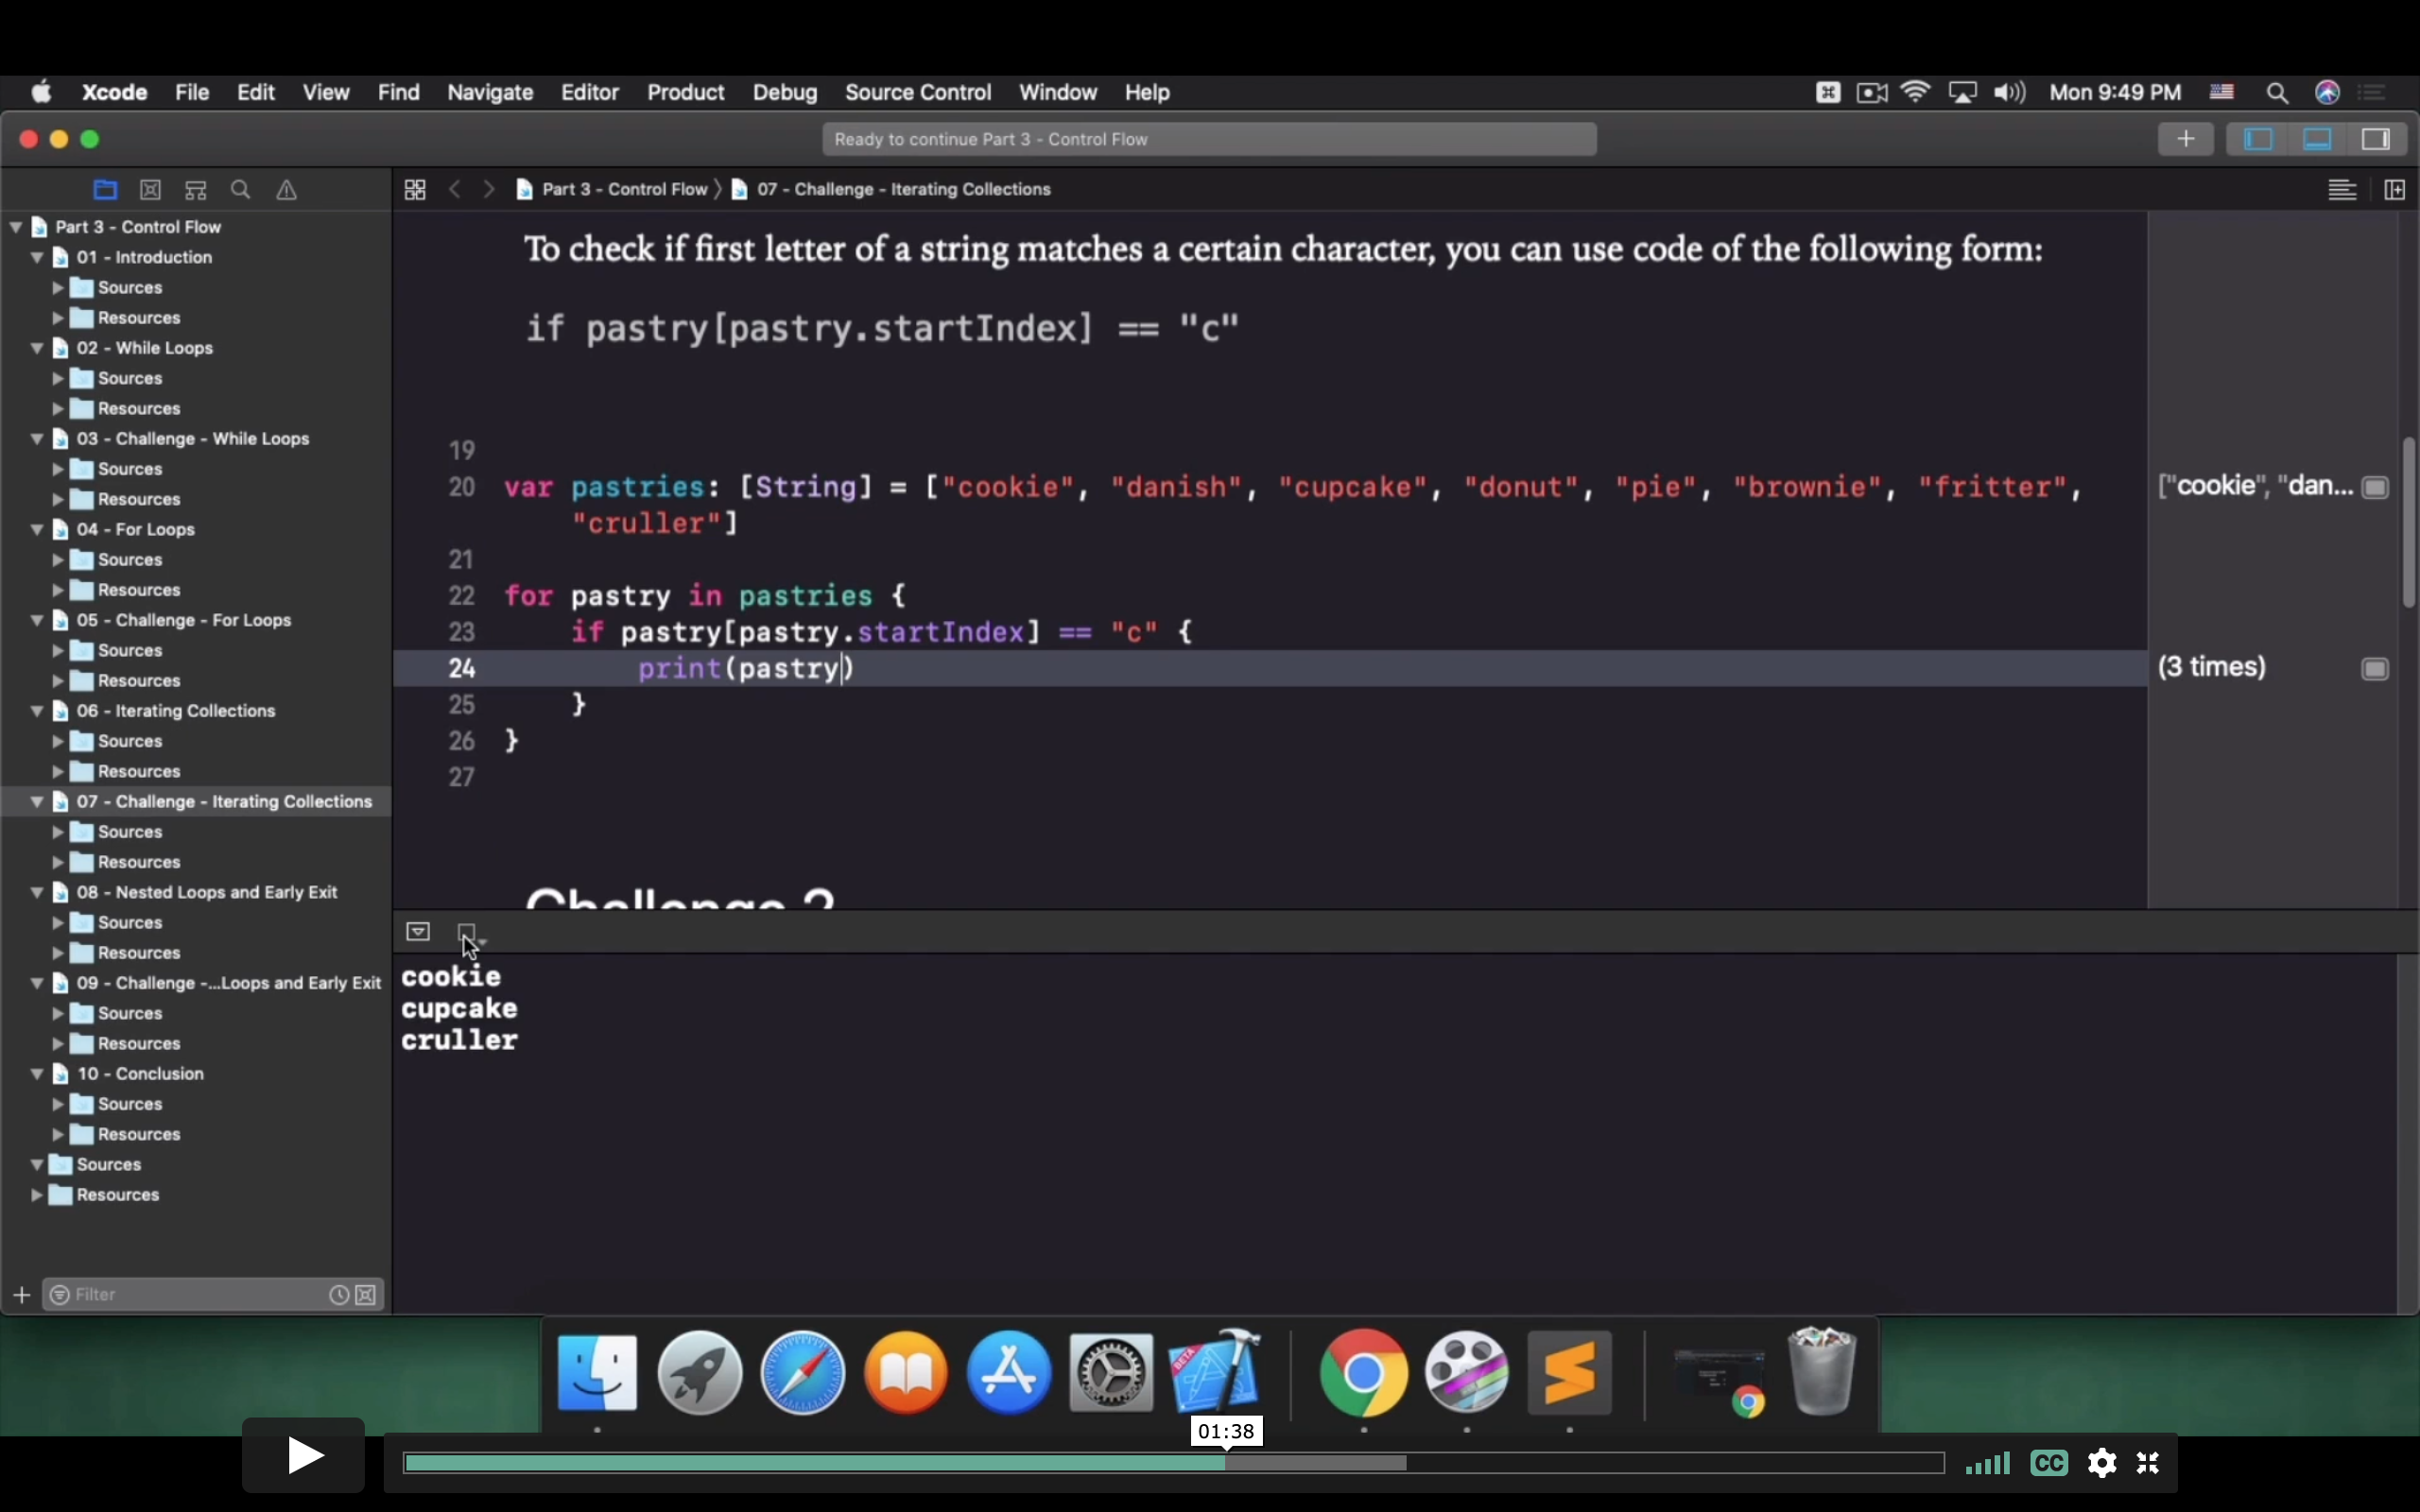 Xcode File Edit View Find Navigate Editor Product Debug Source Control Window Help Mon 9:49 PM
Ready to continue Part 3 - Control Flow
Part 3 - Control Flow 07 - Challenge - Iterating Collections
Part 3 - Control Flow
01 - Introduction
Sources
Resources
02 - While Loops
Sources
Resources
03 - Challenge - While Loops
Sources
Resources
04 - For Loops
Sources
Resources
05 - Challenge - For Loops
Sources
Resources
06 - Iterating Collections
Sources
Resources
07 - Challenge - Iterating Collections
Sources
Resources
08 - Nested Loops and Early Exit
Sources
Resources
09 - Challenge -...Loops and Early Exit
Sources
Resources
10 - Conclusion
Sources
Resources
Sources
Resources
Filter
To check if first letter of a string matches a certain character, you can use code of the following form:
if pastry[pastry.startIndex] == "c"
19
20 var pastries: [String] = ["cookie", "danish", "cupcake", "donut", "pie", "brownie", "fritter",
"cruller"]
21
22 for pastry in pastries {
23 if pastry[pastry.startIndex] == "c" {
24 print(pastry)
25 }
26 }
27
["cookie", "dan...
(3 times)
Challenge 2
cookie
cupcake
cruller
BETA
01:38
CC